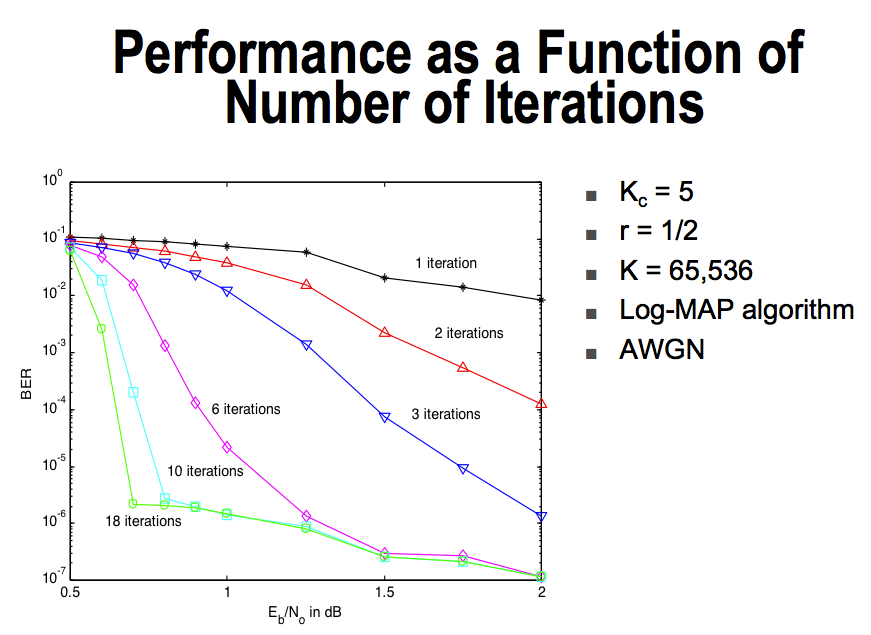 Performance as a Function of
Number of Iterations
K_c = 5
r = 1/2
K = 65,536
Log-MAP algorithm
AWGN
10^0
10^-1
10^-2
10^-3
10^-4
10^-5
10^-6
10^-7
BER
1 iteration
2 iterations
3 iterations
6 iterations
10 iterations
18 iterations
0.5 1 1.5 2
E_b/N_o in dB